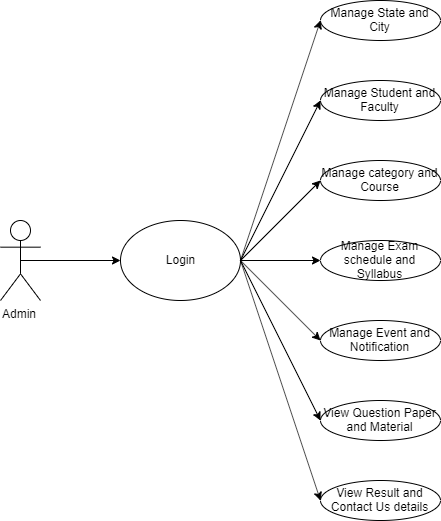 Manage State and
City
Manage Student and
Faculty
Manage category and
Course
Manage Exam
schedule and
Syllabus
Login
Admin
Manage Event and
Notification
View Question Paper
and Material
View Result and
Contact Us details